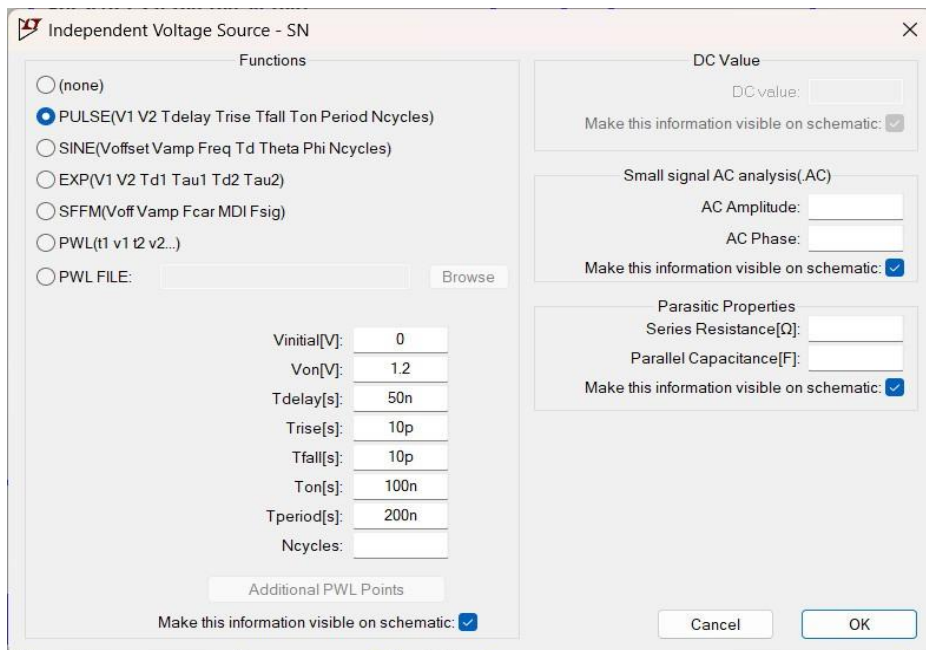 Independent Voltage Source - SN
Functions
(none)
PULSE(V1 V2 Tdelay Trise Tfall Ton Period Ncycles)
SINE(Voffset Vamp Freq Td Theta Phi Ncycles)
EXP(V1 V2 Td1 Tau1 Td2 Tau2)
SFFM(Voff Vamp Fcar MDI Fsig)
PWL(t1 v1 t2 v2...)
PWL FILE:
Browse
Vinitial[V]: 0
Von[V]: 1.2
Tdelay[s]: 50n
Trise[s]: 10p
Tfall[s]: 10p
Ton[s]: 100n
Tperiod[s]: 200n
Ncycles:
Additional PWL Points
Make this information visible on schematic:
DC Value
DC value:
Make this information visible on schematic:
Small signal AC analysis(.AC)
AC Amplitude:
AC Phase:
Make this information visible on schematic:
Parasitic Properties
Series Resistance[Ω]:
Parallel Capacitance[F]:
Make this information visible on schematic:
Cancel
OK